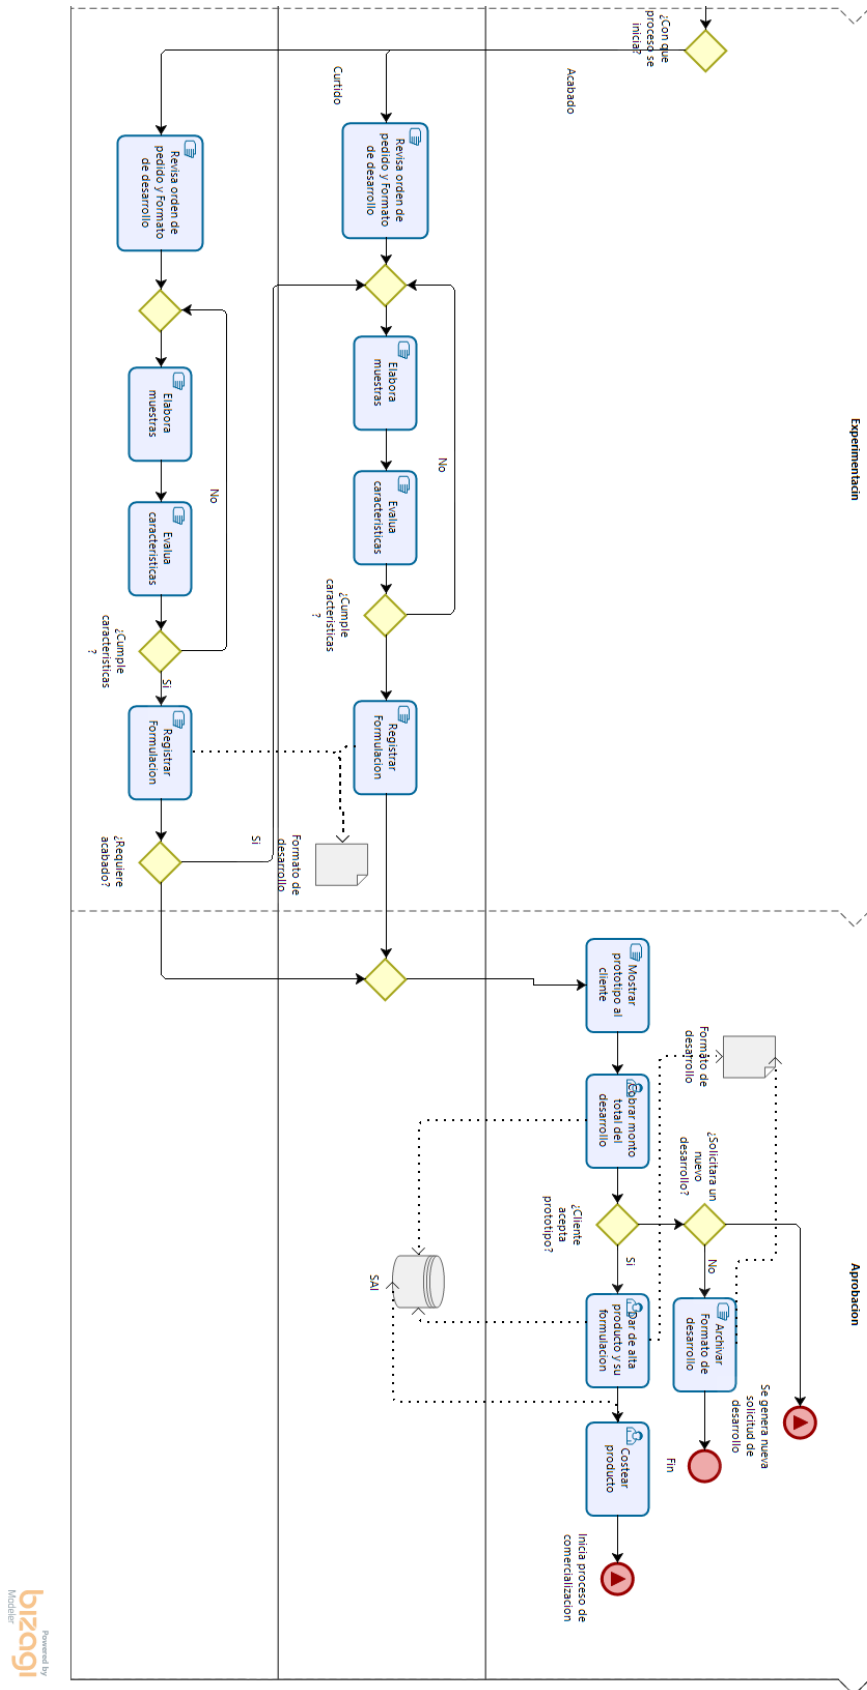 Experimentacin
Aprobacion
¿Con que
proceso se
inicia?
Acabado
Curtido
Revisa orden de
pedido y Formato
de desarrollo
Elabora
muestras
Evalua
caracteristicas
¿Cumple
caracteristicas
?
No
Registrar
Formulacion
Formato de
desarrollo
Revisa orden de
pedido y Formato
de desarrollo
Elabora
muestras
Evalua
caracteristicas
¿Cumple
caracteristicas
?
No
Si
Registrar
Formulacion
¿Requiere
acabado?
Si
Mostrar
prototipo al
cliente
Cobrar monto
total del
desarrollo
¿Cliente
acepta
prototipo?
Si
¿Solicitara un
nuevo
desarrollo?
No
Formato de
desarrollo
Archivar
Formato de
desarrollo
Se genera nueva
solicitud de
desarrollo
Fin
Dar de alta
producto y su
formulacion
Costear
producto
Inicia proceso de
comercializacion
SAI
Powered by
bizagi
Modeler